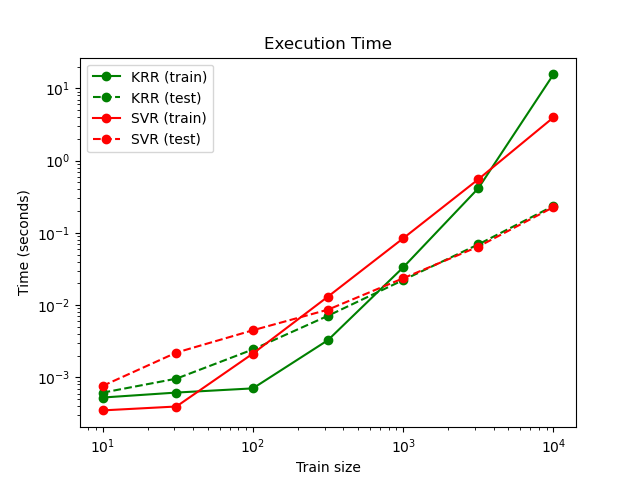 Execution Time
KRR (train)
KRR (test)
SVR (train)
SVR (test)
10¹
10⁰
10⁻¹
10⁻²
10⁻³
Time (seconds)
10¹ 10² 10³ 10⁴
Train size